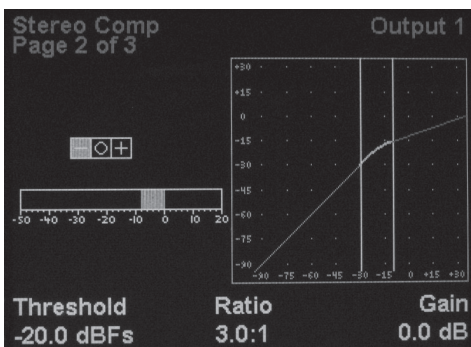 Stereo Comp
Output 1
Page 2 of 3
+30
+15
0
-15
-30
-45
-60
-75
-90
-90 -75 -60 -45 -30 -15 0 +15 +30
- O +
-50 -40 -30 -20 -10 0 10 20
Threshold
Ratio
Gain
-20.0 dBFs
3.0:1
0.0 dB